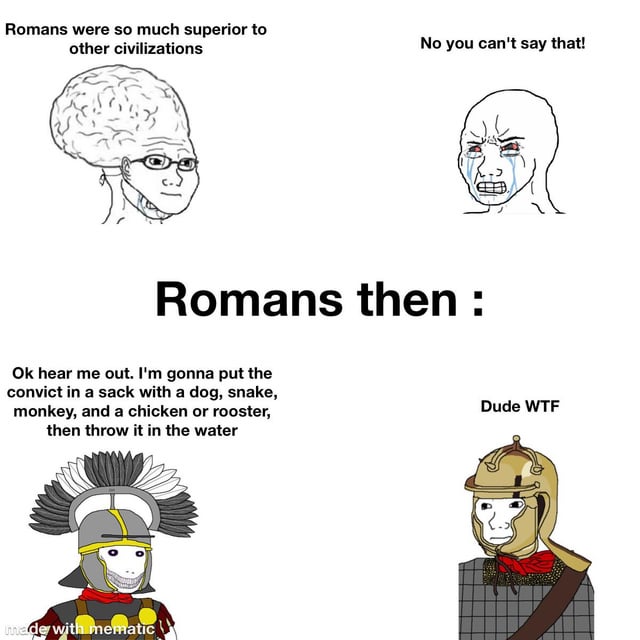 Romans were so much superior to
other civilizations
No you can't say that!
Romans then :
Ok hear me out. I'm gonna put the
convict in a sack with a dog, snake,
monkey, and a chicken or rooster,
then throw it in the water
Dude WTF
made with mematic